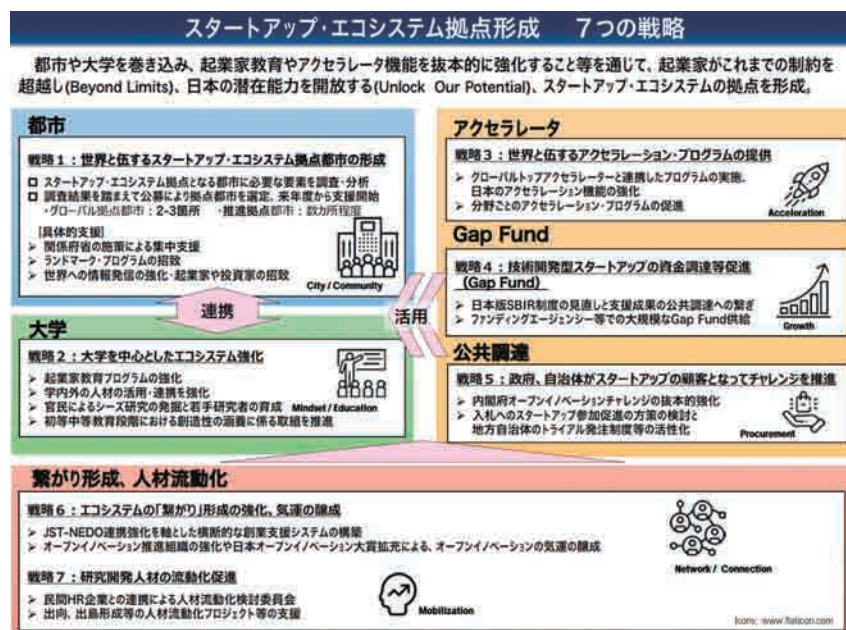 スタートアップ・エコシステム拠点形成　７つの戦略
都市や大学を巻き込み、起業家教育やアクセラレータ機能を抜本的に強化すること等を通じて、起業家がこれまでの制約を
超越し(Beyond Limits)、日本の潜在能力を開放する(Unlock Our Potential)、スタートアップ・エコシステムの拠点を形成。
都市
戦略１：世界と伍するスタートアップ・エコシステム拠点都市の形成
□ スタートアップ・エコシステム拠点となる都市に必要な要素を調査・分析
□ 調査結果を踏まえて公募により拠点都市を選定、来年度から支援開始
・グローバル拠点都市：2-3箇所　・推進拠点都市：数カ所程度
[具体的支援]
➢ 関係府省の施策による集中支援
➢ ランドマーク・プログラムの招致
➢ 世界への情報発信の強化・起業家や投資家の招致
City / Community
連携
大学
戦略２：大学を中心としたエコシステム強化
➢ 起業家教育プログラムの強化
➢ 学内外の人材の活用・連携を強化
➢ 官民によるシーズ研究の発掘と若手研究者の育成
➢ 初等中等教育段階における創造性の涵養に係る取組を推進
Mindset / Education
活用
アクセラレータ
戦略３：世界と伍するアクセラレーション・プログラムの提供
➢ グローバルトップアクセラレーターと連携したプログラムの実施、
日本のアクセラレーション機能の強化
➢ 分野ごとのアクセラレーション・プログラムの促進
Acceleration
Gap Fund
戦略４：技術開発型スタートアップの資金調達等促進
（Gap Fund）
➢ 日本版SBIR制度の見直しと支援成果の公共調達への繋ぎ
➢ ファンディングエージェンシー等での大規模なGap Fund供給
Growth
公共調達
戦略５：政府、自治体がスタートアップの顧客となってチャレンジを推進
➢ 内閣府オープンイノベーションチャレンジの抜本的強化
➢ 入札へのスタートアップ参加促進の方策の検討と
地方自治体のトライアル発注制度等の活性化
Procurement
繋がり形成、人材流動化
戦略６：エコシステムの「繋がり」形成の強化、気運の醸成
➢ JST-NEDO連携強化を軸とした横断的な創業支援システムの構築
➢ オープンイノベーション推進組織の強化や日本オープンイノベーション大賞拡充による、オープンイノベーションの気運の醸成
Network / Connection
戦略７：研究開発人材の流動化促進
➢ 民間HR企業との連携による人材流動化検討委員会
➢ 出向、出島形成等の人材流動化プロジェクト等の支援
Mobilization
Icons: www.flaticon.com